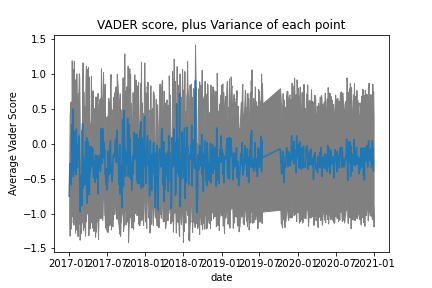 VADER score, plus Variance of each point
1.5
1.0
0.5
0.0
−0.5
−1.0
−1.5
Average Vader Score
2017-01 2017-07 2018-01 2018-07 2019-01 2019-07 2020-01 2020-07 2021-01
date